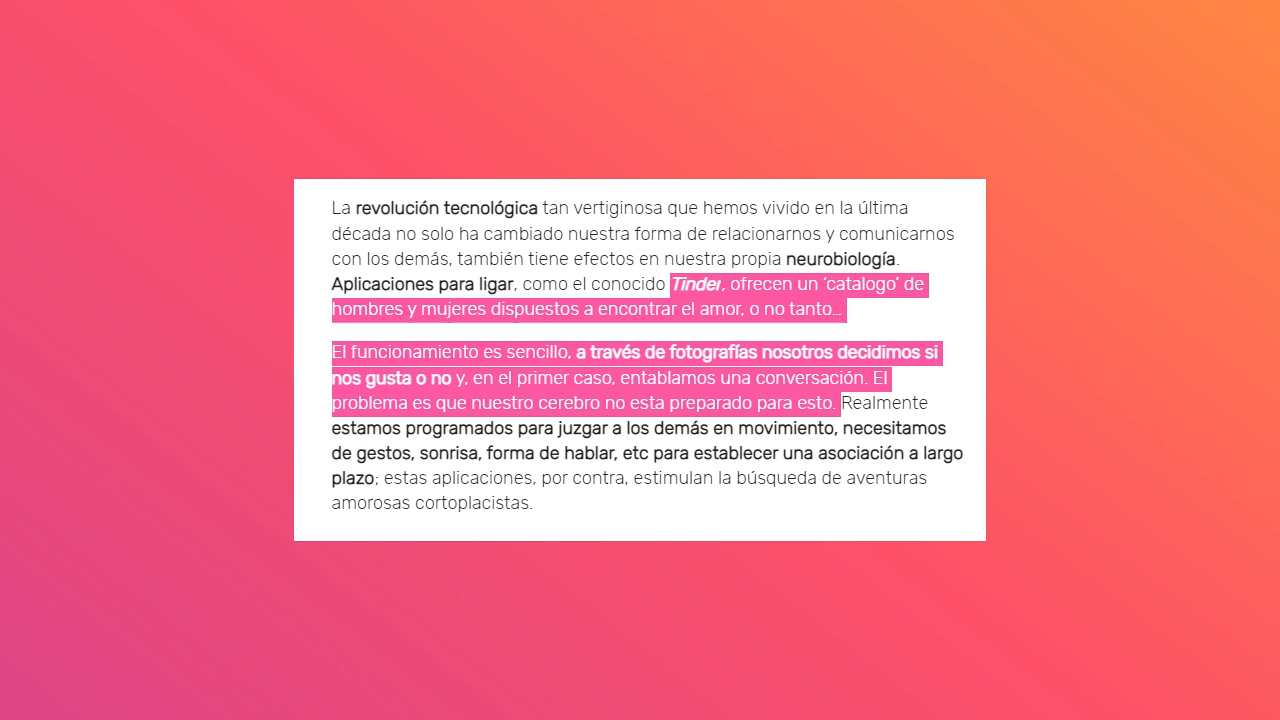 La revolución tecnológica tan vertiginosa que hemos vivido en la última
década no solo ha cambiado nuestra forma de relacionarnos y comunicarnos
con los demás, también tiene efectos en nuestra propia neurobiología.
Aplicaciones para ligar, como el conocido Tinder, ofrecen un ‘catalogo’ de
hombres y mujeres dispuestos a encontrar el amor, o no tanto…
El funcionamiento es sencillo, a través de fotografías nosotros decidimos si
nos gusta o no y, en el primer caso, entablamos una conversación. El
problema es que nuestro cerebro no esta preparado para esto. Realmente
estamos programados para juzgar a los demás en movimiento, necesitamos
de gestos, sonrisa, forma de hablar, etc para establecer una asociación a largo
plazo; estas aplicaciones, por contra, estimulan la búsqueda de aventuras
amorosas cortoplacistas.